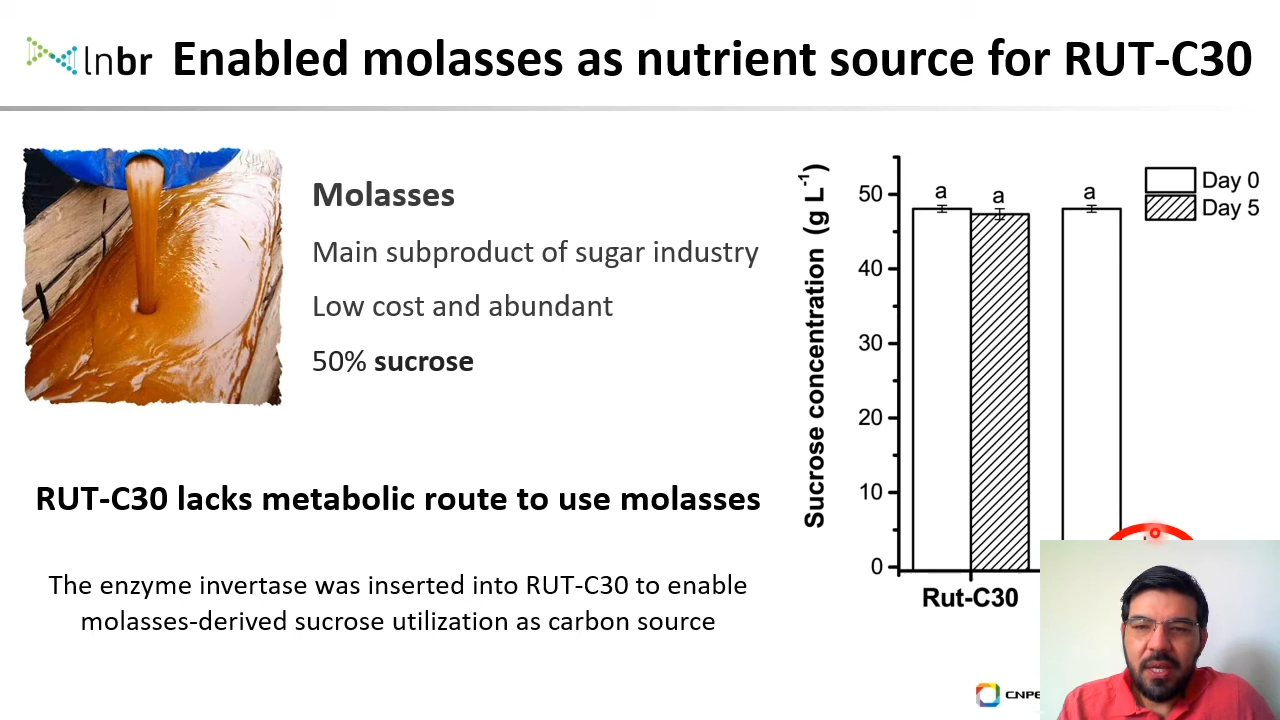 lnbr
Enabled molasses as nutrient source for RUT-C30
Molasses
Main subproduct of sugar industry
Low cost and abundant
50% sucrose
RUT-C30 lacks metabolic route to use molasses
The enzyme invertase was inserted into RUT-C30 to enable
molasses-derived sucrose utilization as carbon source
Sucrose concentration (g L⁻¹)
50
40
30
20
10
0
a
a
a
Day 0
Day 5
Rut-C30